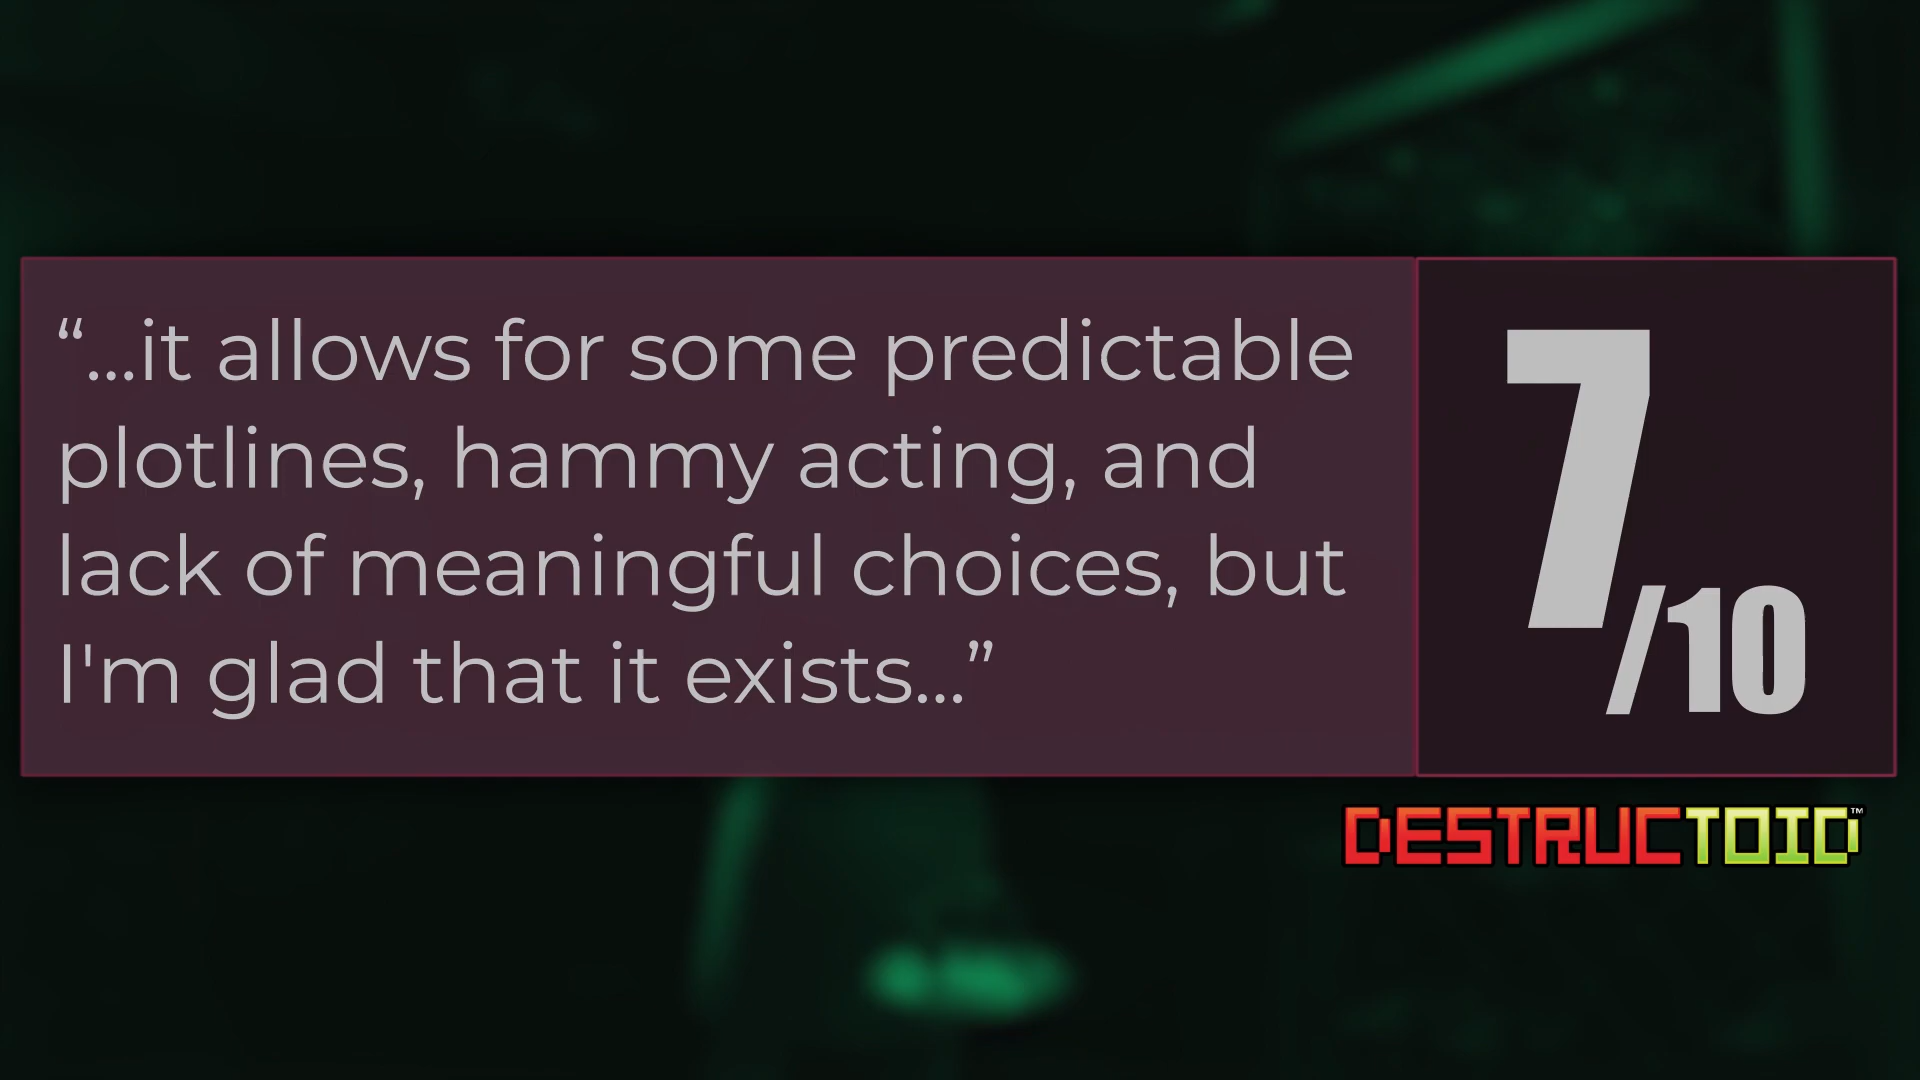 “...it allows for some predictable
plotlines, hammy acting, and
lack of meaningful choices, but
I'm glad that it exists...”
7/10
DESTRUCTOID™